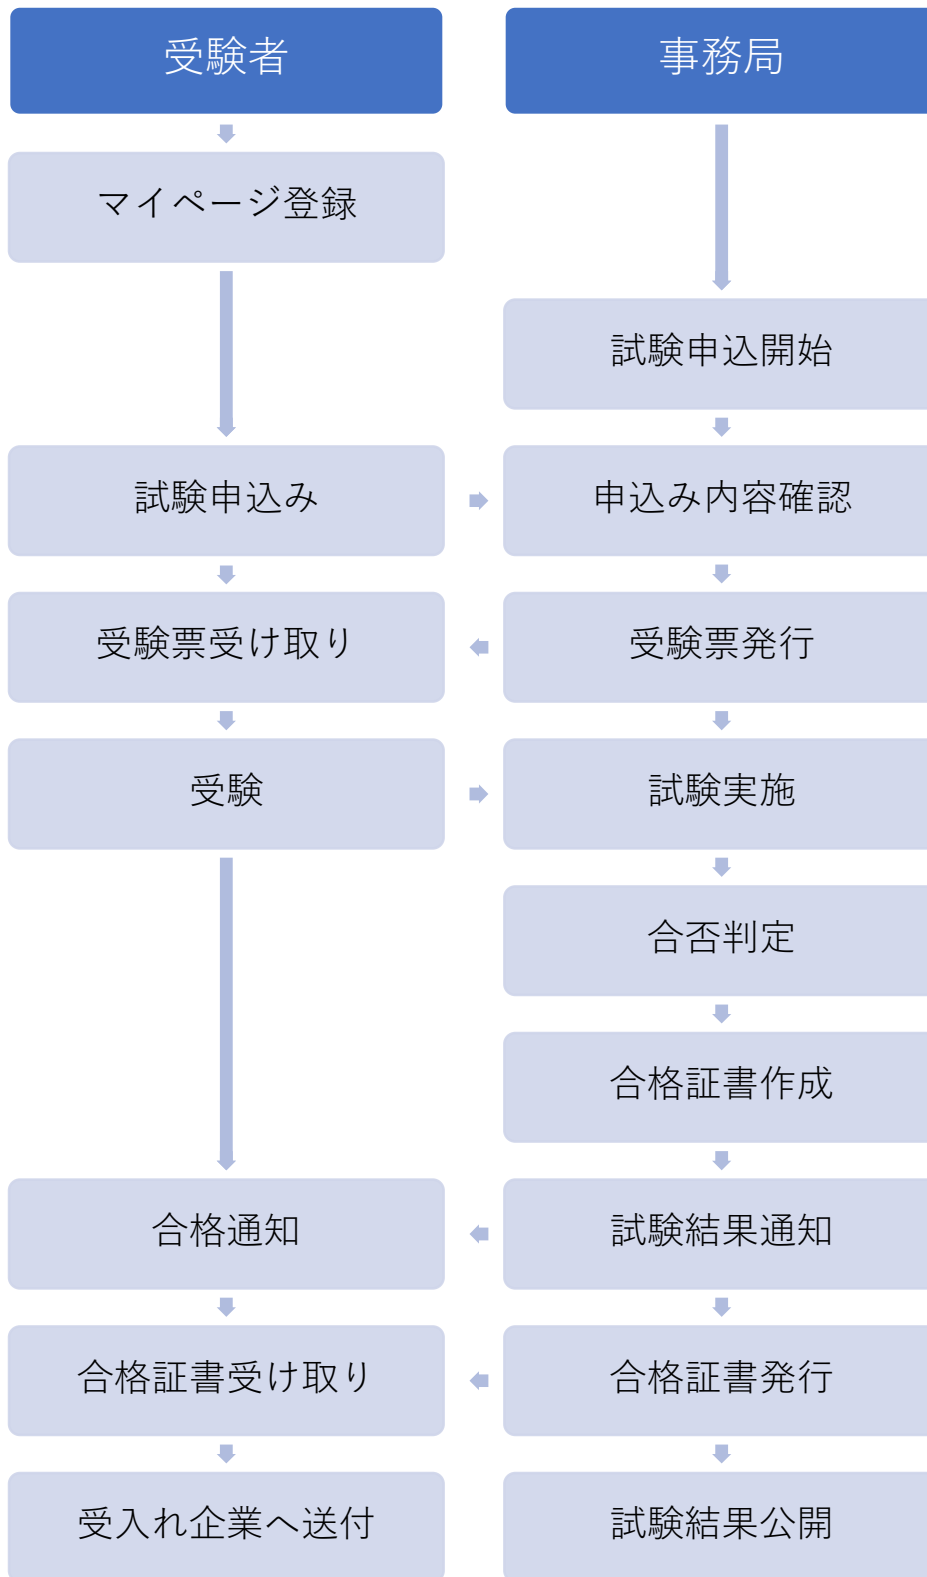 受験者
事務局
マイページ登録
試験申込開始
試験申込み
申込み内容確認
受験票受け取り
受験票発行
受験
試験実施
合否判定
合格証書作成
合格通知
試験結果通知
合格証書受け取り
合格証書発行
受入れ企業へ送付
試験結果公開